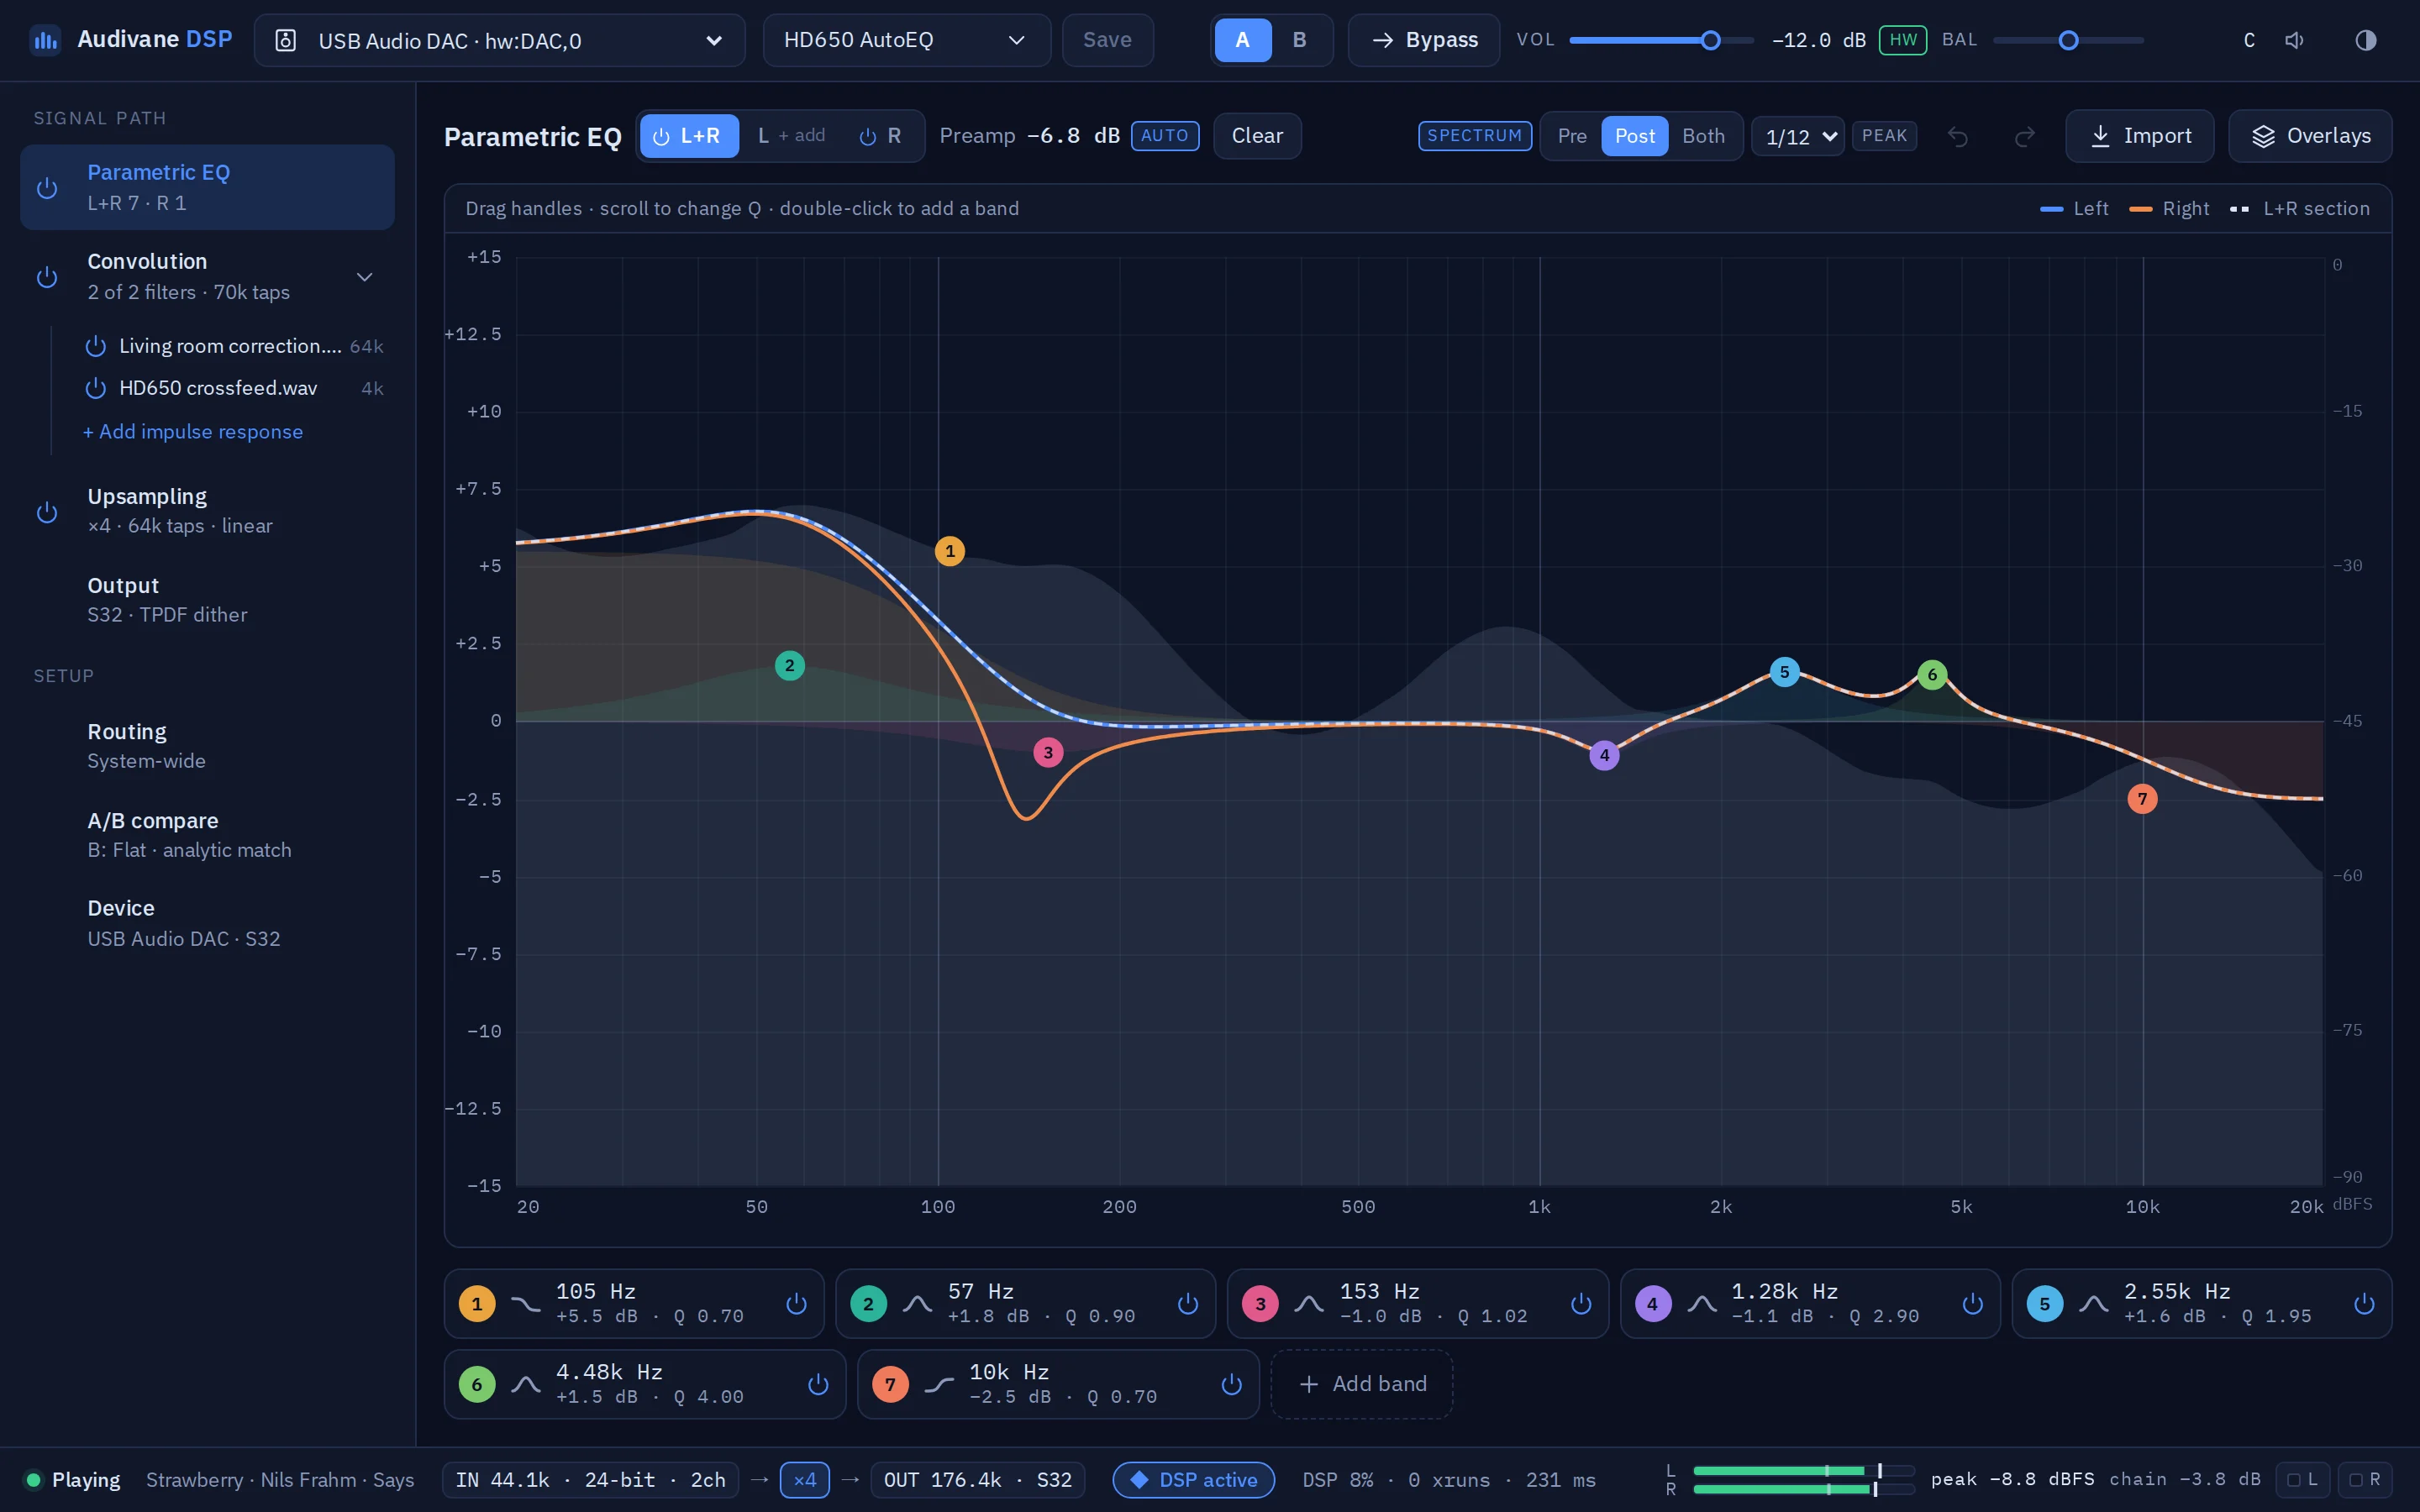 Audivane DSP
USB Audio DAC · hw:DAC,0
HD650 AutoEQ
Save
A B
Bypass
VOL
−12.0 dB
HW
BAL
C
SIGNAL PATH
Parametric EQ
L+R 7 · R 1
Convolution
2 of 2 filters · 70k taps
Living room correction.... 64k
HD650 crossfeed.wav 4k
+ Add impulse response
Upsampling
×4 · 64k taps · linear
Output
S32 · TPDF dither
SETUP
Routing
System-wide
A/B compare
B: Flat · analytic match
Device
USB Audio DAC · S32
Parametric EQ
L+R
L + add
R
Preamp −6.8 dB
AUTO
Clear
SPECTRUM
Pre Post Both
1/12
PEAK
Import
Overlays
Drag handles · scroll to change Q · double-click to add a band
Left Right L+R section
+15
+12.5
+10
+7.5
+5
+2.5
0
−2.5
−5
−7.5
−10
−12.5
−15
0
−15
−30
−45
−60
−75
−90
dBFS
1
2
3
4
5
6
7
20 50 100 200 500 1k 2k 5k 10k 20k
1
105 Hz
+5.5 dB · Q 0.70
2
57 Hz
+1.8 dB · Q 0.90
3
153 Hz
−1.0 dB · Q 1.02
4
1.28k Hz
−1.1 dB · Q 2.90
5
2.55k Hz
+1.6 dB · Q 1.95
6
4.48k Hz
+1.5 dB · Q 4.00
7
10k Hz
−2.5 dB · Q 0.70
+ Add band
Playing
Strawberry · Nils Frahm · Says
IN 44.1k · 24-bit · 2ch → ×4 → OUT 176.4k · S32
DSP active
DSP 8% · 0 xruns · 231 ms
L
R
peak −8.8 dBFS chain −3.8 dB
L
R